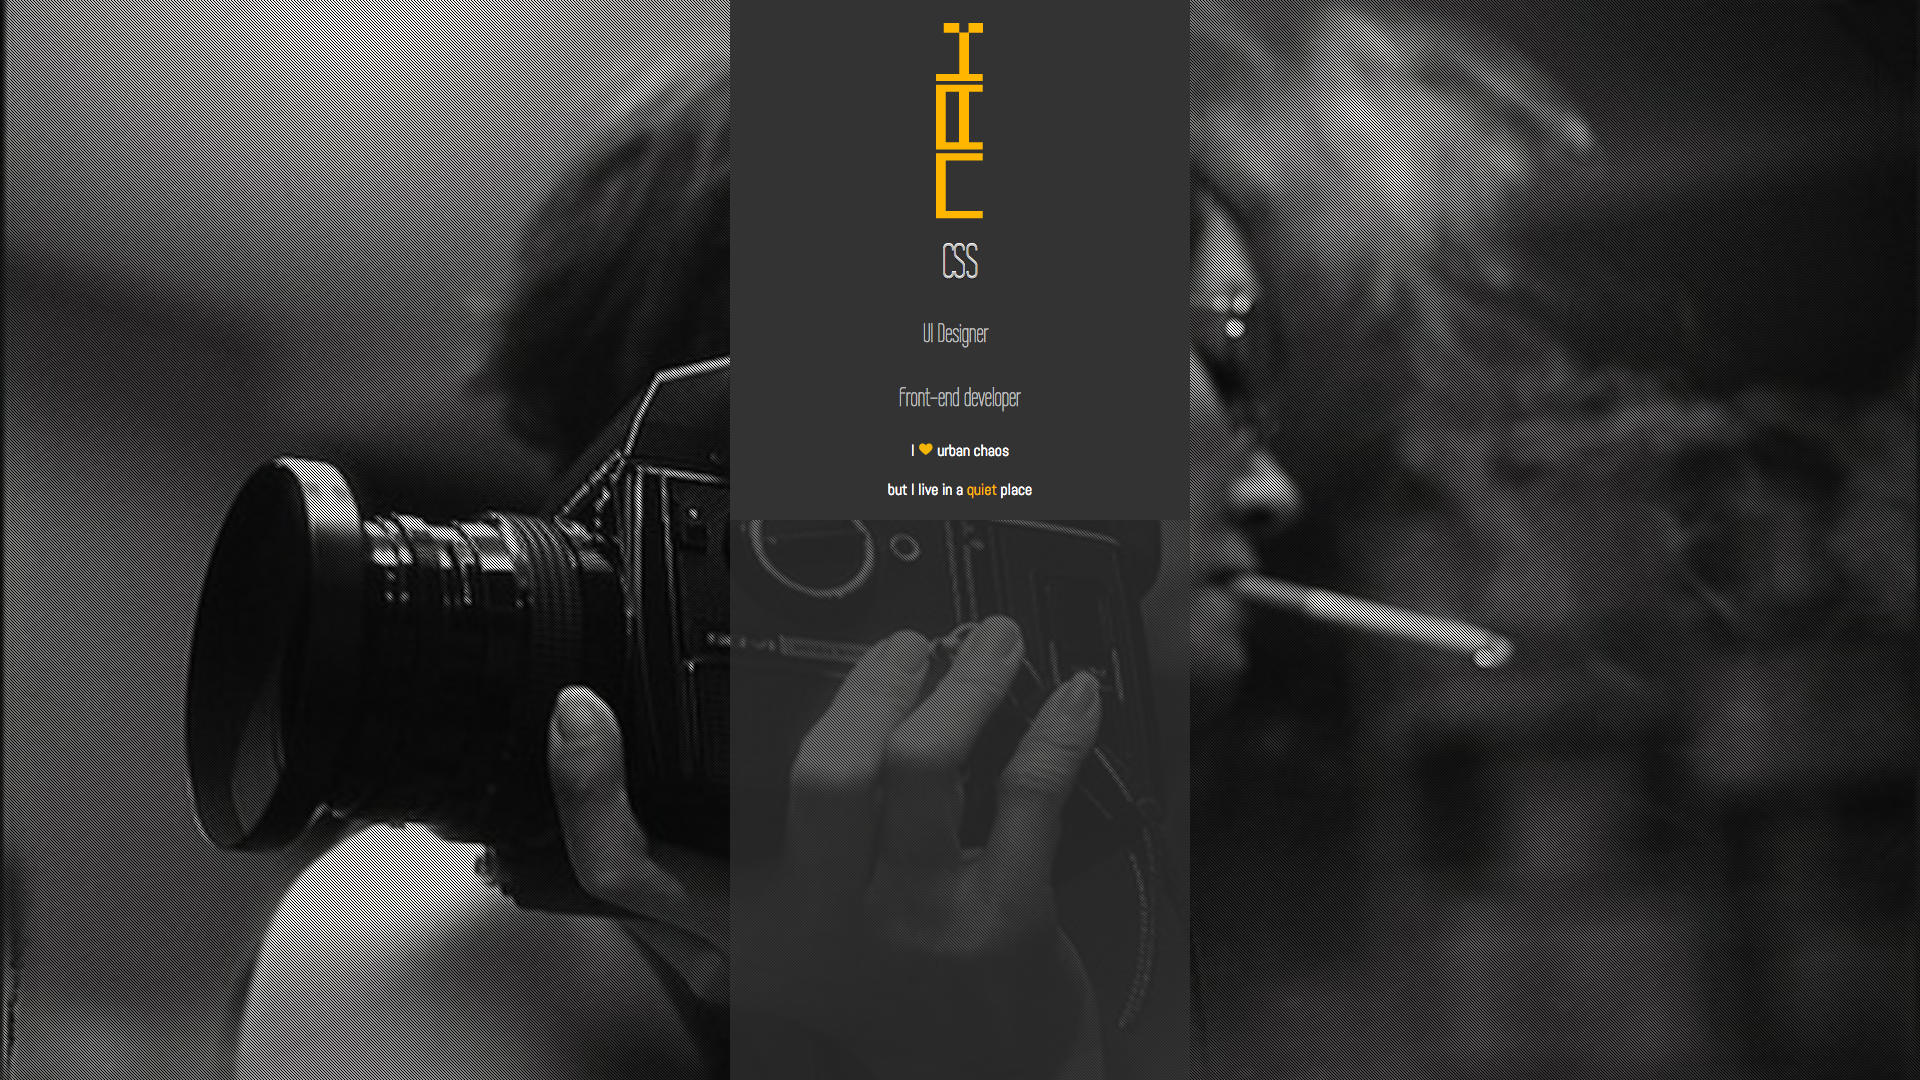 CSS
UI Designer
Front-end developer
I ♥ urban chaos
but I live in a quiet place